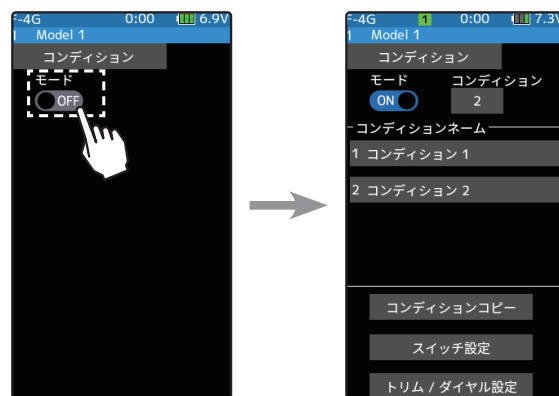 F-4G 0:00 6.9V
1 Model 1
コンディション
モード
OFF
F-4G 1 0:00 7.3V
1 Model 1
コンディション
モード コンディション
ON 2
コンディションネーム
1 コンディション 1
2 コンディション 2
コンディションコピー
スイッチ設定
トリム / ダイヤル設定